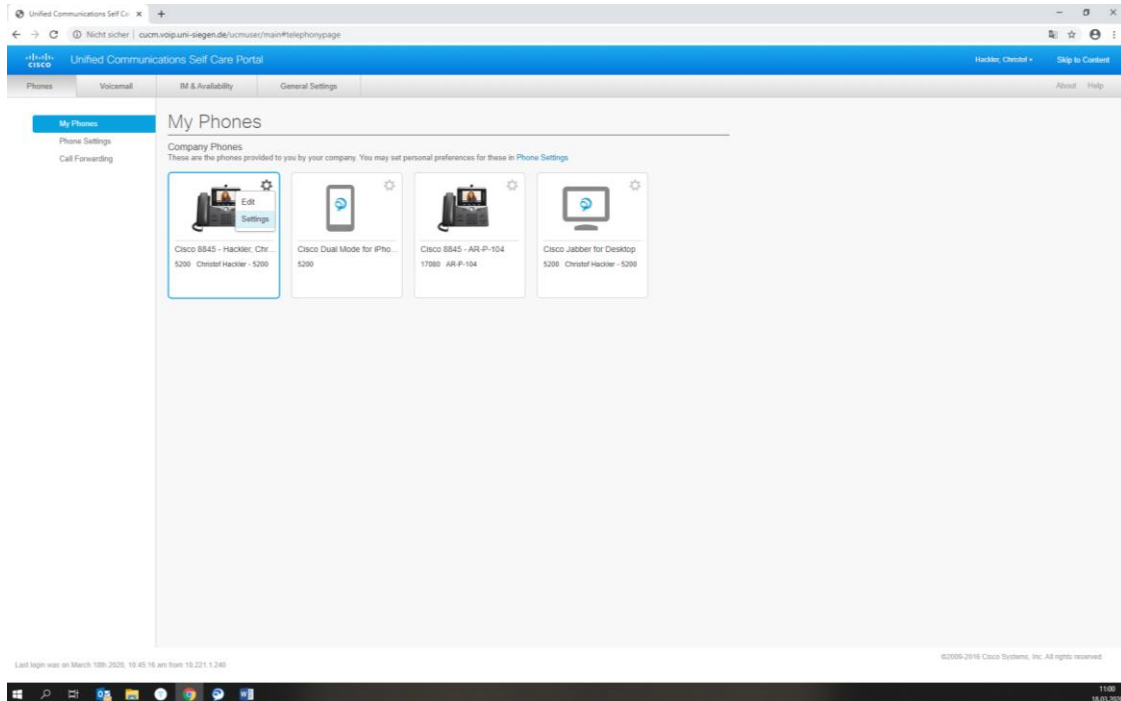 Unified Communications Self Ca
Nicht sicher | cucm.voip.uni-siegen.de/ucmuser/main#telephonypage
CISCO Unified Communications Self Care Portal Hackler, Christof Skip to Content
Phones Voicemail IM & Availability General Settings About Help
My Phones
Phone Settings
Call Forwarding
My Phones
Company Phones
These are the phones provided to you by your company. You may set personal preferences for these in Phone Settings
Edit
Settings
Cisco 8845 - Hackler, Chr...
5200 Christof Hackler - 5200
Cisco Dual Mode for iPho...
5200
Cisco 8845 - AR-P-104
17080 AR-P-104
Cisco Jabber for Desktop
5200 Christof Hackler - 5200
Last login was on March 18th 2020, 10:45:16 am from 10.221.1.240
©2009-2016 Cisco Systems, Inc. All rights reserved.
11:00
18.03.2020